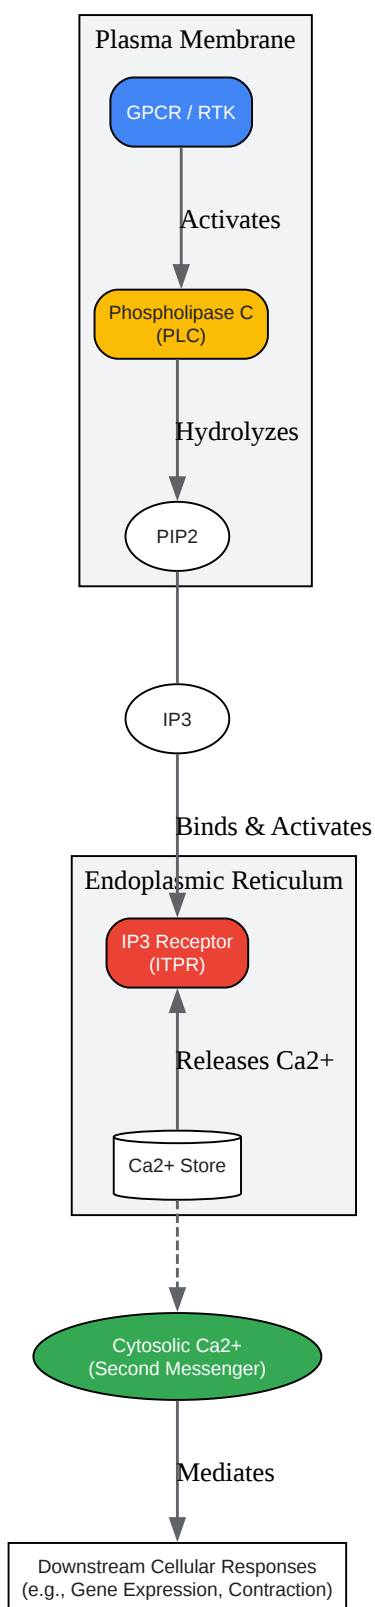 Plasma Membrane
GPCR / RTK
Activates
Phospholipase C
(PLC)
Hydrolyzes
PIP2
IP3
Binds & Activates
Endoplasmic Reticulum
IP3 Receptor
(ITPR)
Releases Ca2+
Ca2+ Store
Cytosolic Ca2+
(Second Messenger)
Mediates
Downstream Cellular Responses
(e.g., Gene Expression, Contraction)